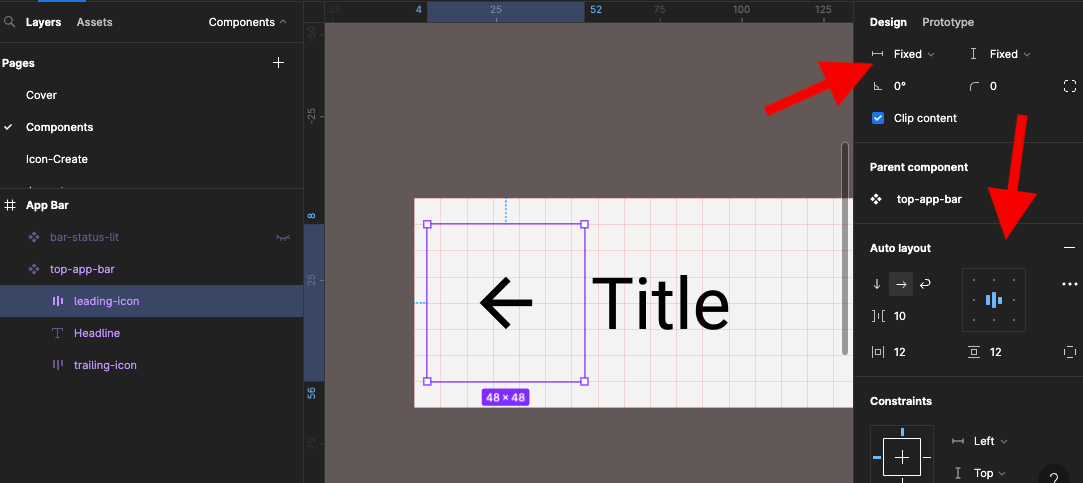 Layers Assets Components
Pages
Cover
Components
Icon-Create
App Bar
bar-status-lit
top-app-bar
leading-icon
Headline
trailing-icon
-25 4 25 52 75 100 125
-50
-25
8
25
56
75
Title
48 × 48
Design Prototype
Fixed Fixed
0° 0
Clip content
Parent component
top-app-bar
Auto layout
10
12 12
Constraints
Left
Top
?